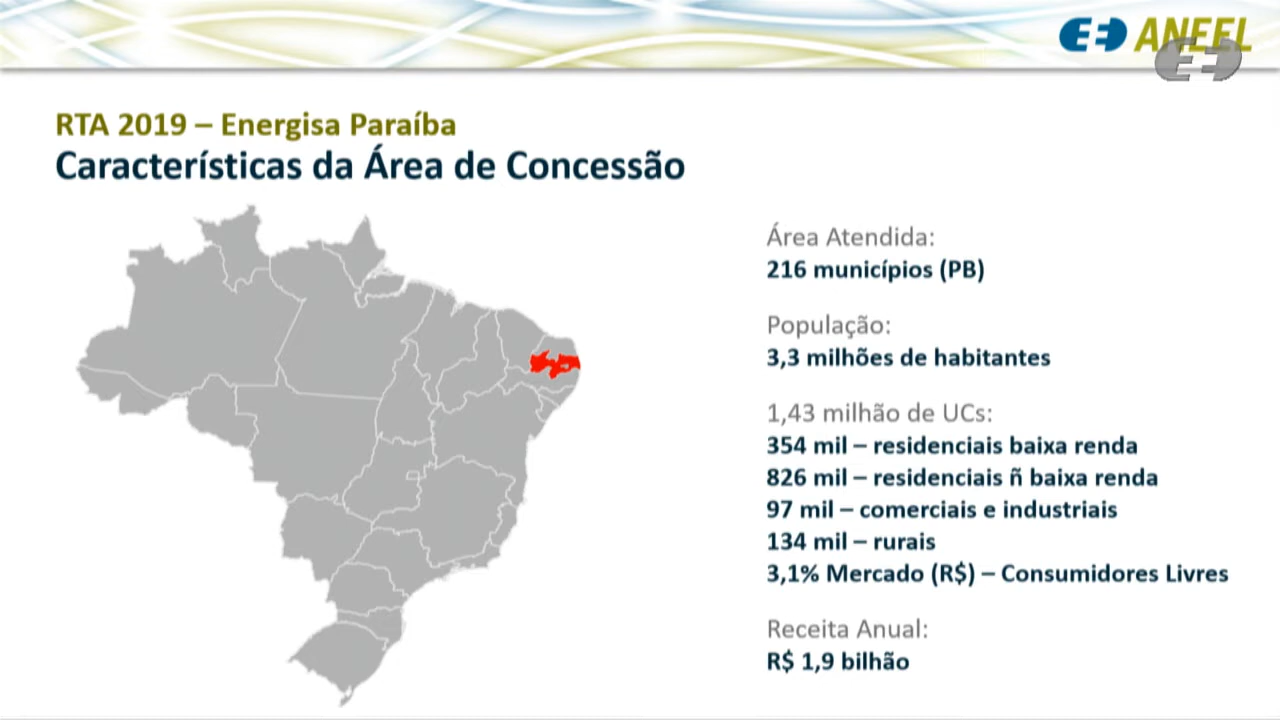 ANEEL
RTA 2019 – Energisa Paraíba
Características da Área de Concessão
Área Atendida:
216 municípios (PB)
População:
3,3 milhões de habitantes
1,43 milhão de UCs:
354 mil – residenciais baixa renda
826 mil – residenciais ñ baixa renda
97 mil – comerciais e industriais
134 mil – rurais
3,1% Mercado (R$) – Consumidores Livres
Receita Anual:
R$ 1,9 bilhão